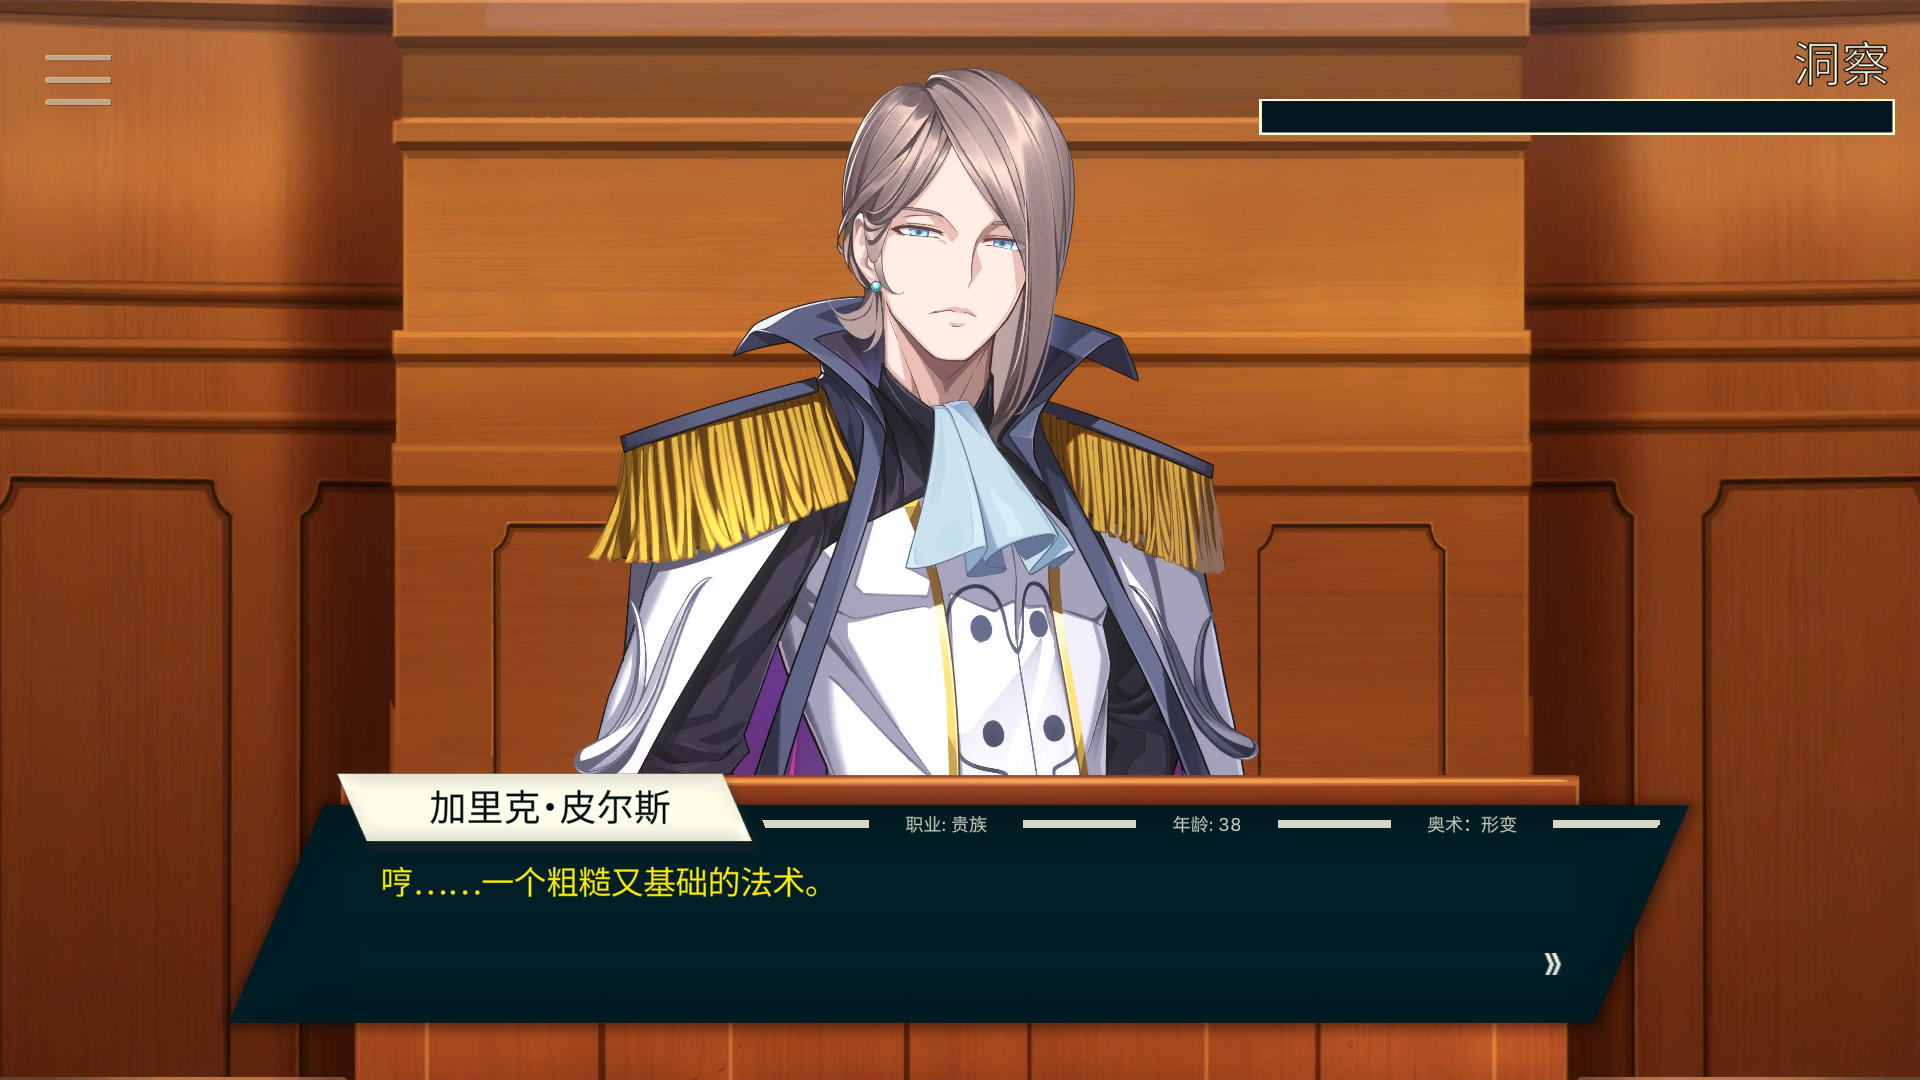 洞察
加里克·皮尔斯
职业: 贵族
年龄: 38
奥术：形变
哼……一个粗糙又基础的法术。